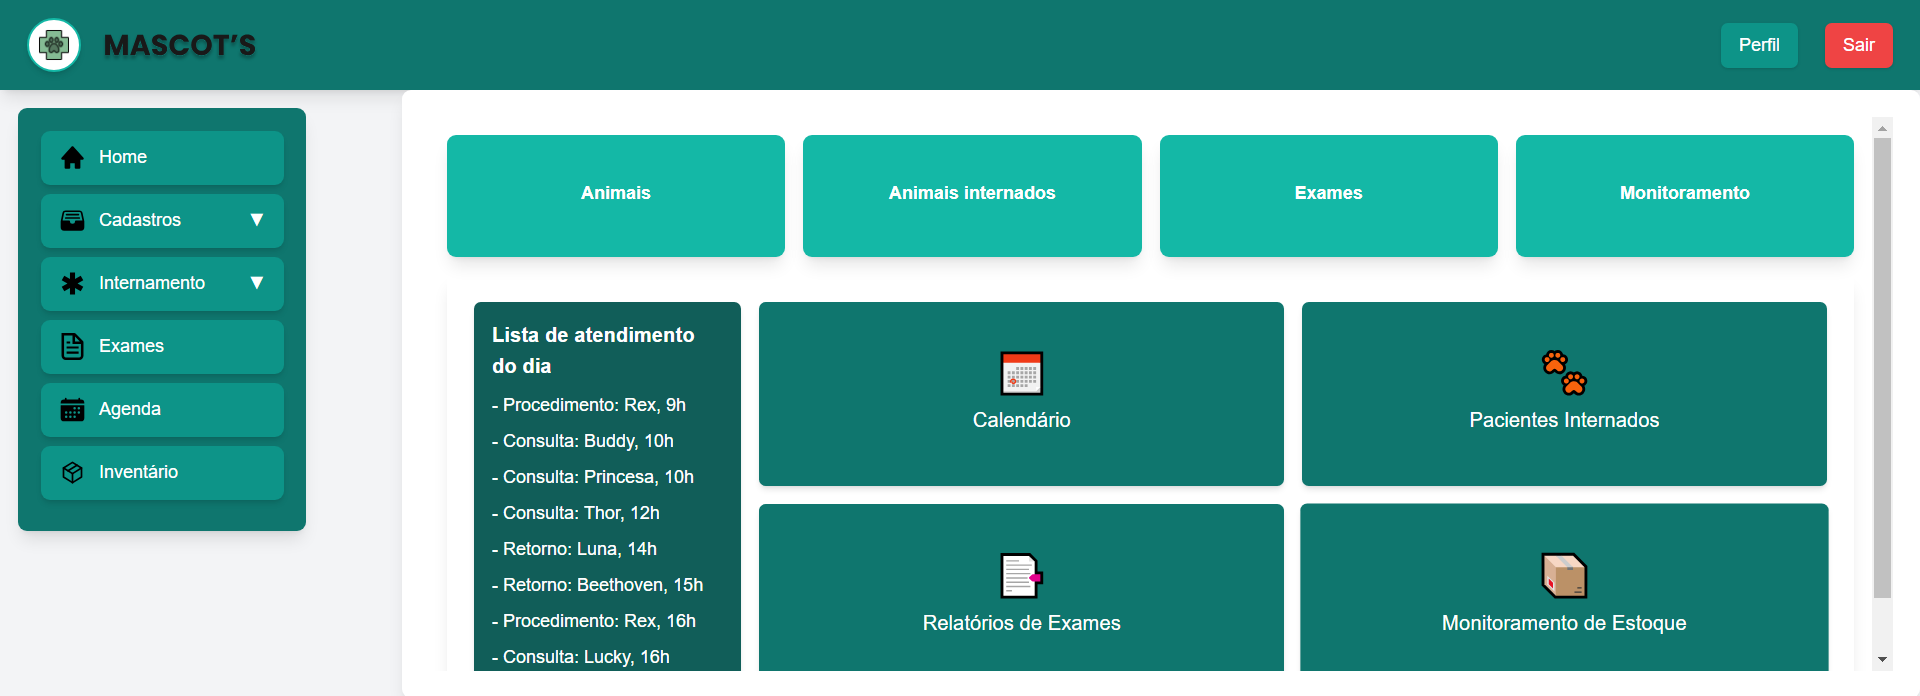 MASCOT'S
Perfil
Sair
Home
Cadastros ▼
Internamento ▼
Exames
Agenda
Inventário
Animais
Animais internados
Exames
Monitoramento
Lista de atendimento
do dia
- Procedimento: Rex, 9h
- Consulta: Buddy, 10h
- Consulta: Princesa, 10h
- Consulta: Thor, 12h
- Retorno: Luna, 14h
- Retorno: Beethoven, 15h
- Procedimento: Rex, 16h
- Consulta: Lucky, 16h
Calendário
Pacientes Internados
Relatórios de Exames
Monitoramento de Estoque